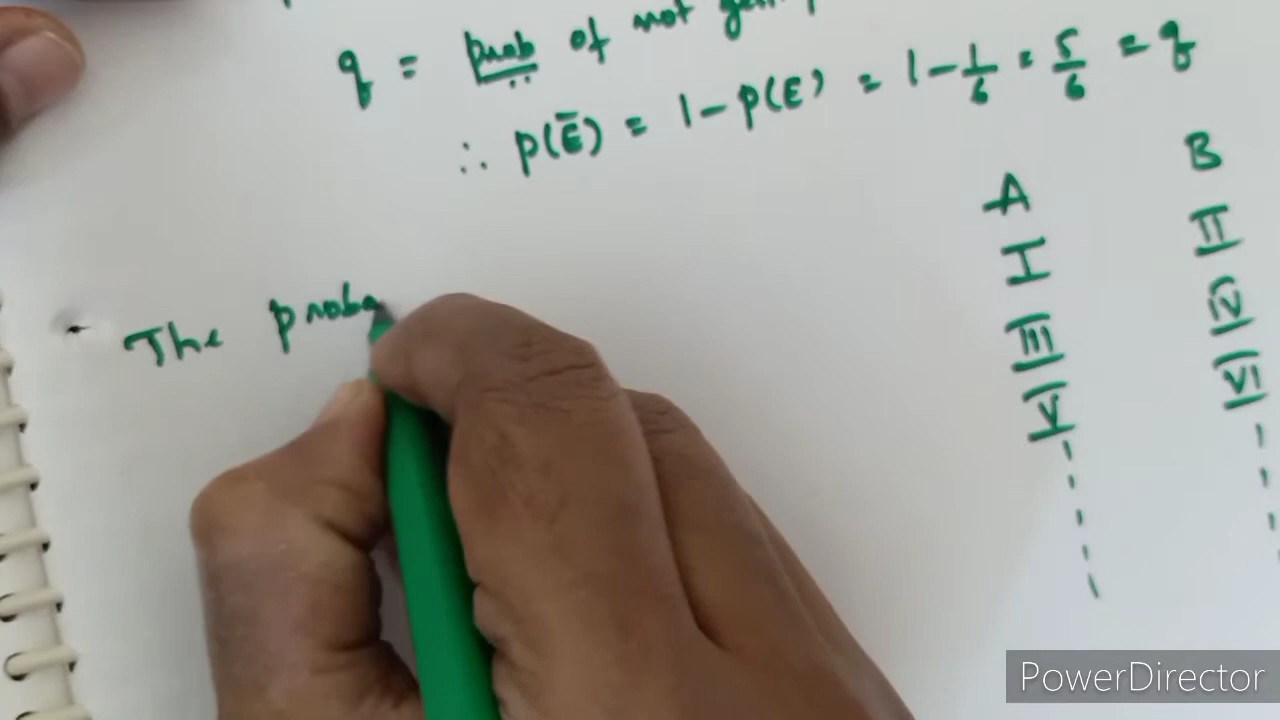 q = prob of not
∴ P(Ē) = 1 - P(E) = 1 - 1/6 = 5/6 = q
A B
I II
III IV
V VI
The proba
PowerDirector